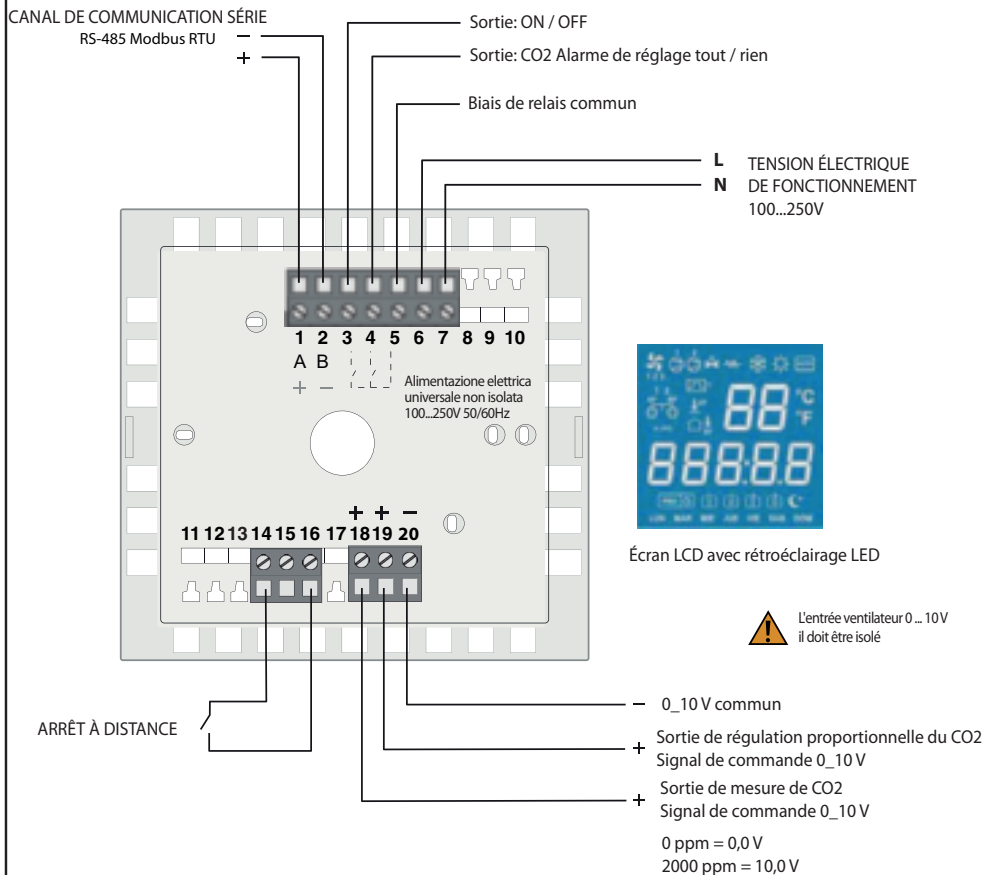 CANAL DE COMMUNICATION SÉRIE
RS-485 Modbus RTU
−
+
Sortie: ON / OFF
Sortie: CO2 Alarme de réglage tout / rien
Biais de relais commun
L TENSION ÉLECTRIQUE
N DE FONCTIONNEMENT
100...250V
1 2 3 4 5 6 7 8 9 10
A B
+ −
Alimentazione elettrica
universale non isolata
100...250V 50/60Hz
+ + −
11 12 13 14 15 16 17 18 19 20
°C
°F
88
888:88
Écran LCD avec rétroéclairage LED
L'entrée ventilateur 0 ... 10 V
il doit être isolé
ARRÊT À DISTANCE
− 0_10 V commun
+ Sortie de régulation proportionnelle du CO2
Signal de commande 0_10 V
+ Sortie de mesure de CO2
Signal de commande 0_10 V
0 ppm = 0,0 V
2000 ppm = 10,0 V